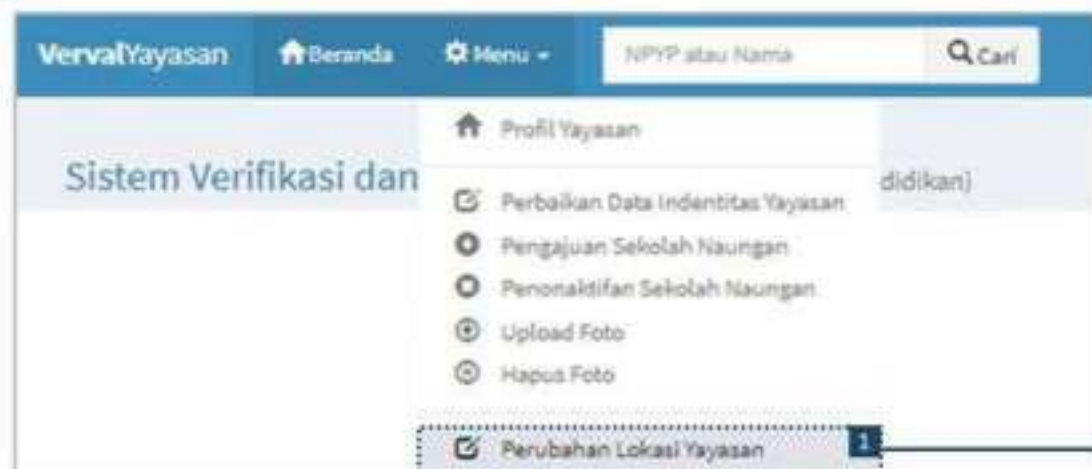 VervalYayasan Beranda Menu NPYP atau Nama Cari
Profil Yayasan
Sistem Verifikasi dan didikan)
Perbaikan Data Indentitas Yayasan
Pengajuan Sekolah Naungan
Penonaktifan Sekolah Naungan
Upload Foto
Hapus Foto
Perubahan Lokasi Yayasan 1